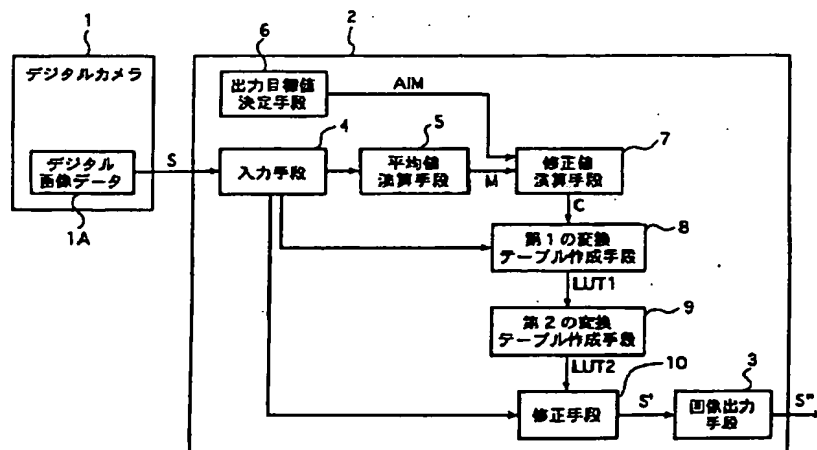 1
デジタルカメラ
デジタル
画像データ
1A
S
2
6
出力目標値
決定手段
AIM
4
入力手段
5
平均値
演算手段
M
7
修正値
演算手段
C
8
第1の変換
テーブル作成手段
LUT1
9
第2の変換
テーブル作成手段
LUT2
10
修正手段
S'
3
画像出力
手段
S"